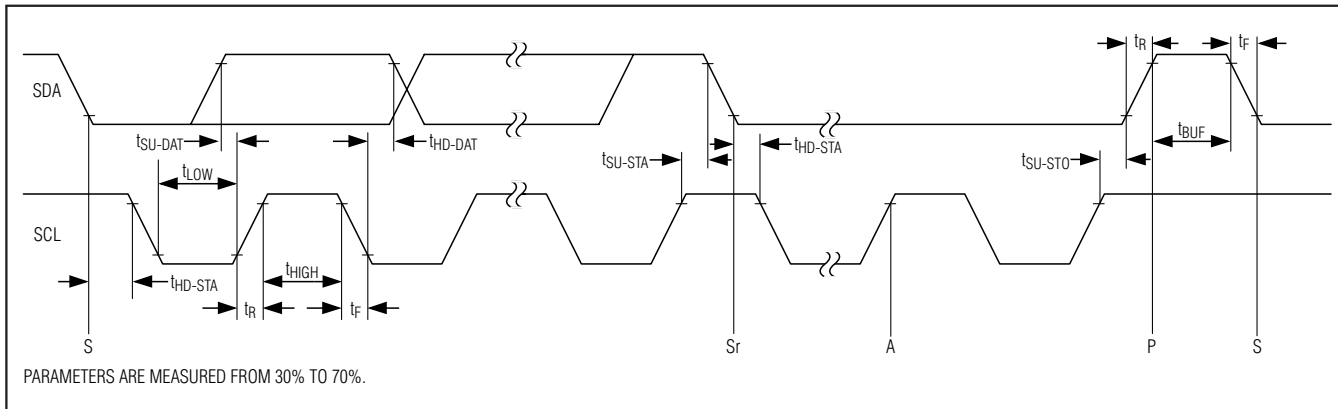 tR
tF
SDA
tSU-DAT
tHD-DAT
tSU-STA
tHD-STA
tBUF
tSU-STO
tLOW
SCL
tHD-STA
tHIGH
tR
tF
S
Sr
A
P
S
PARAMETERS ARE MEASURED FROM 30% TO 70%.